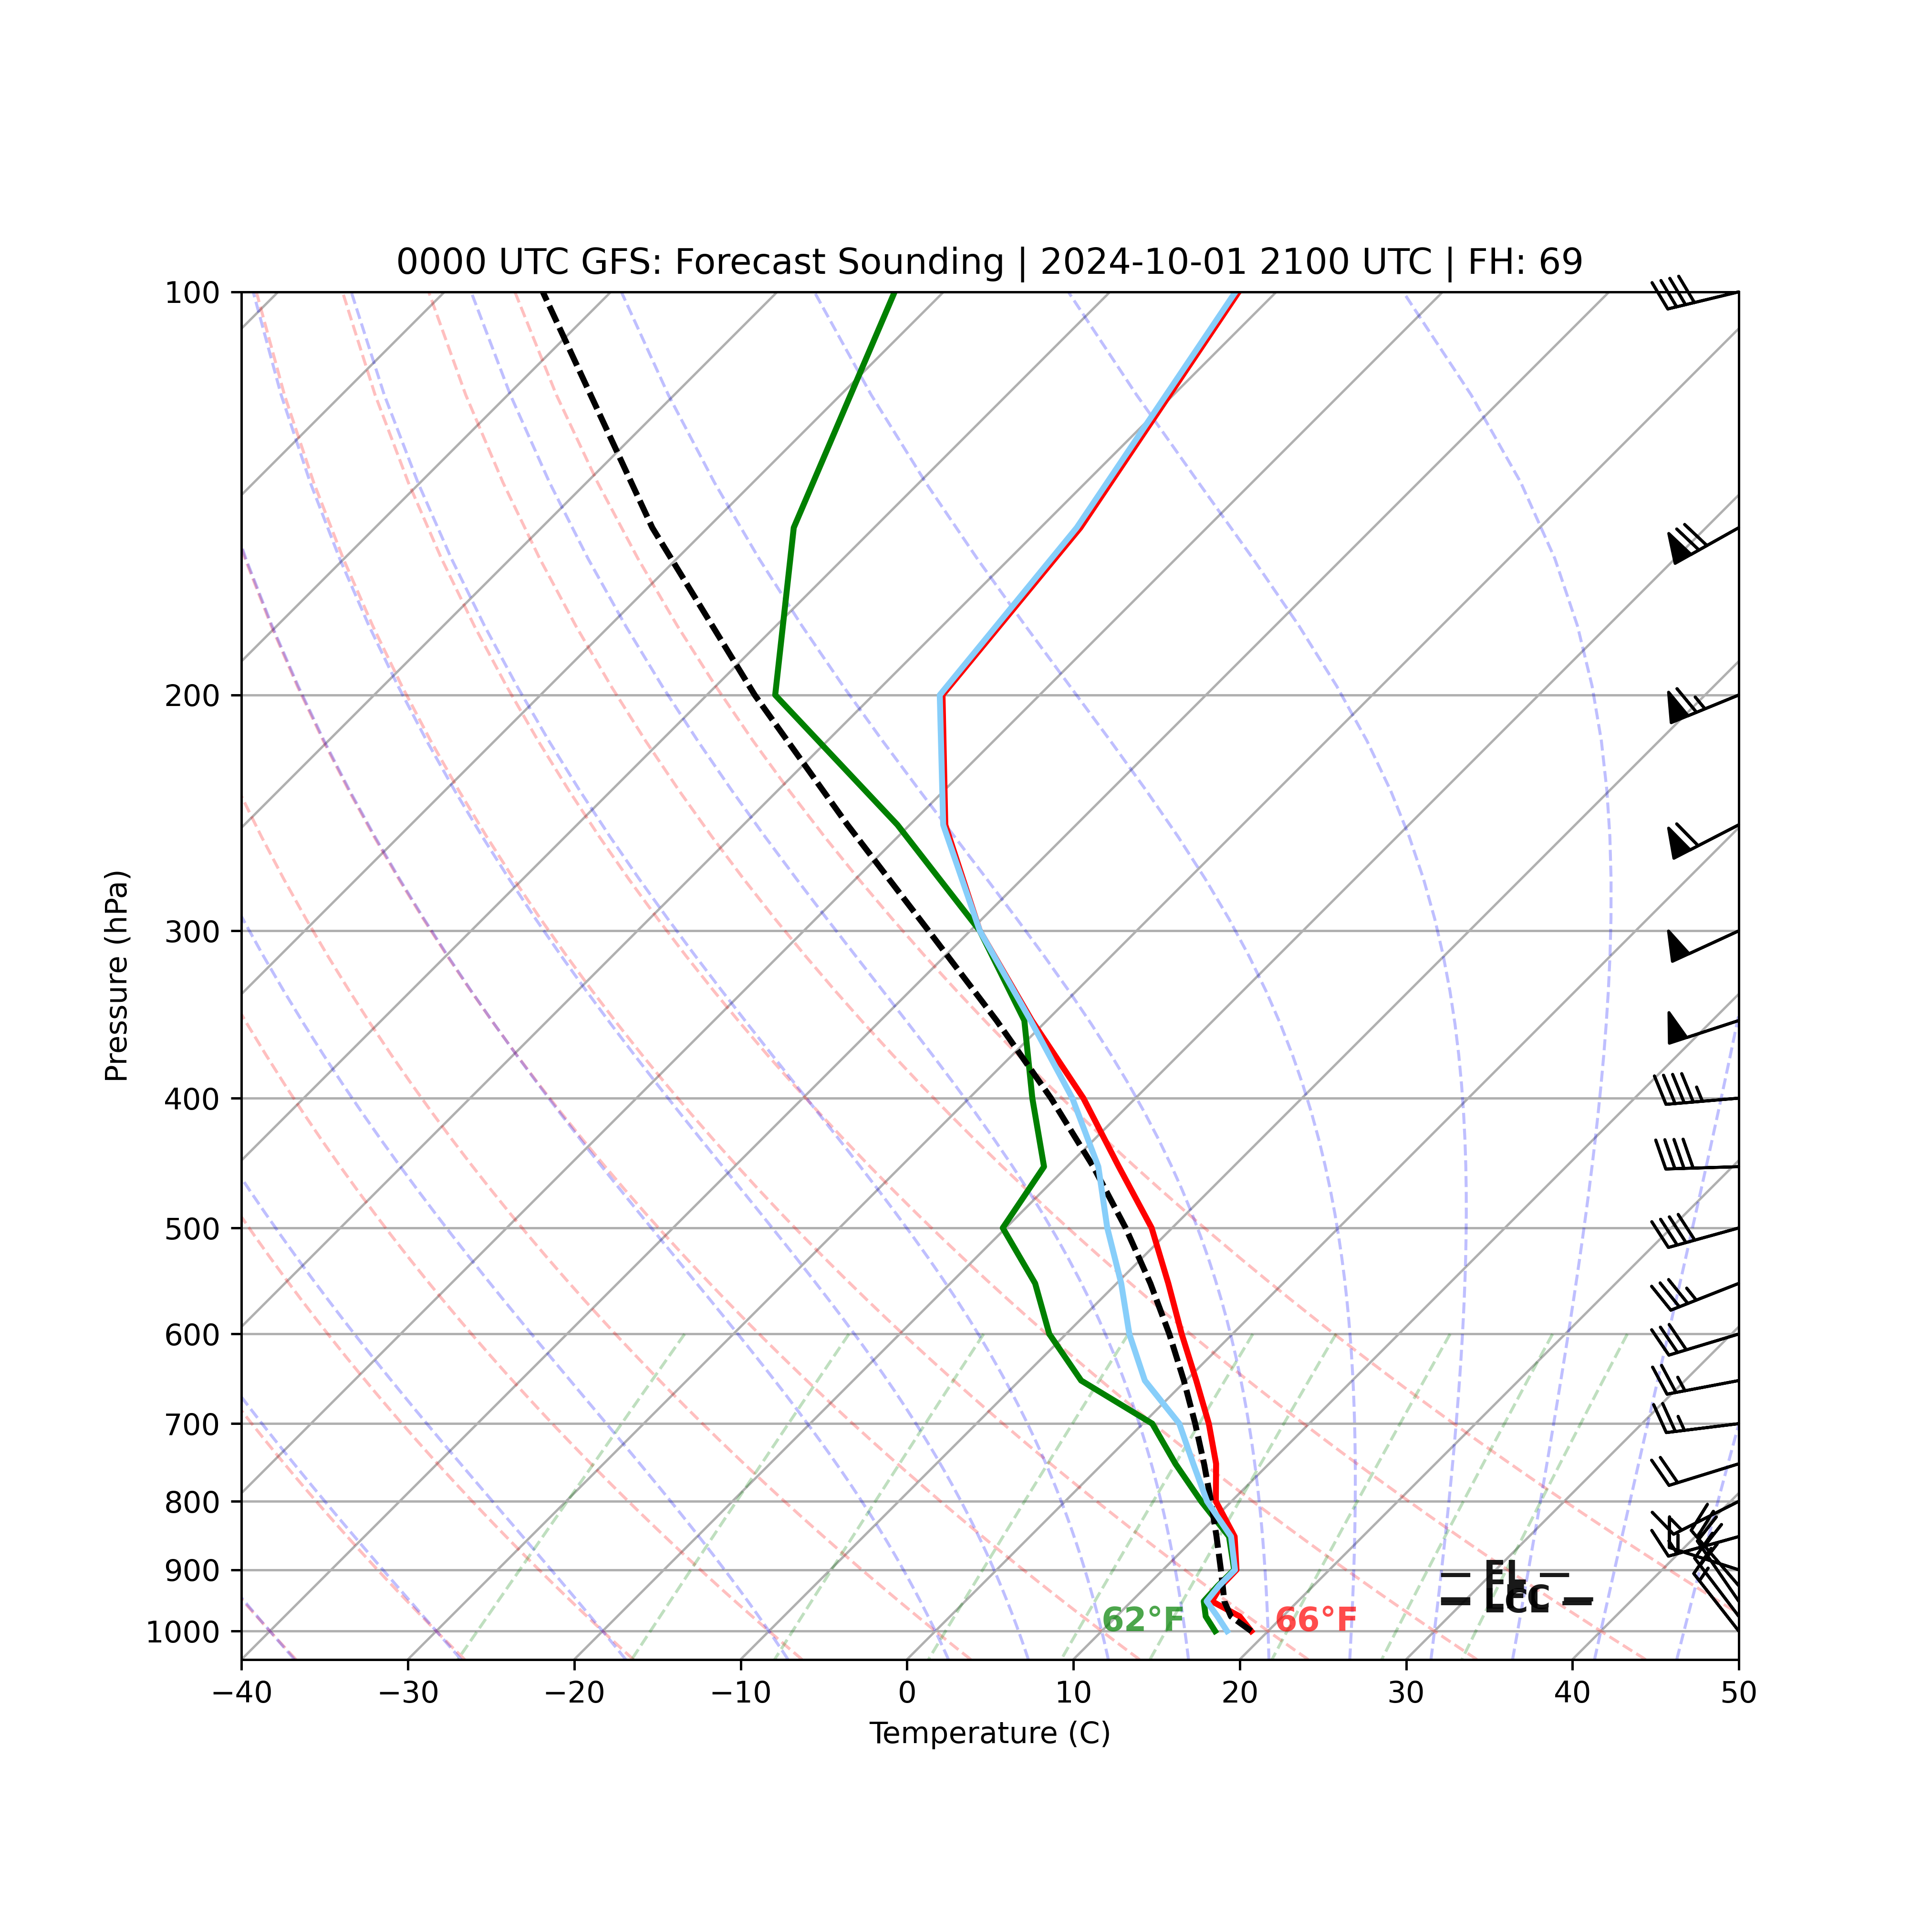 0000 UTC GFS: Forecast Sounding | 2024-10-01 2100 UTC | FH: 69
100
200
300
400
500
600
700
800
900
1000
Pressure (hPa)
— EL —
62°F
66°F
−40 −30 −20 −10 0 10 20 30 40 50
Temperature (C)